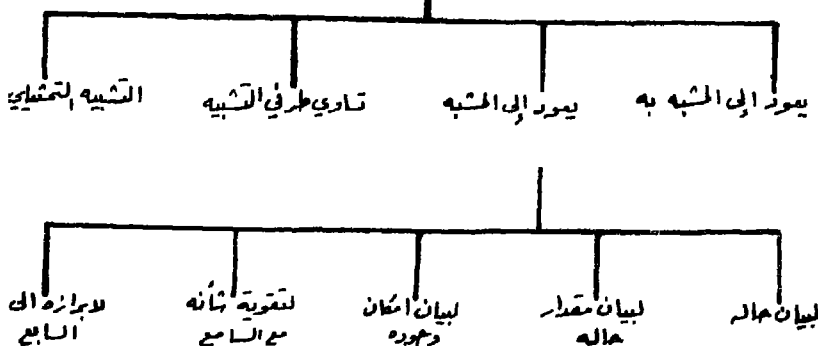 يعود إلى المشبه به
يعود إلى المشبه
تساوي طرفي التشبيه
التشبيه التمثيلي
لبيان حاله
لبيان مقدار
حاله
لبيان امكان
وجوده
لتقوية شأنه
مع السامع
لابرازه الى
السامع